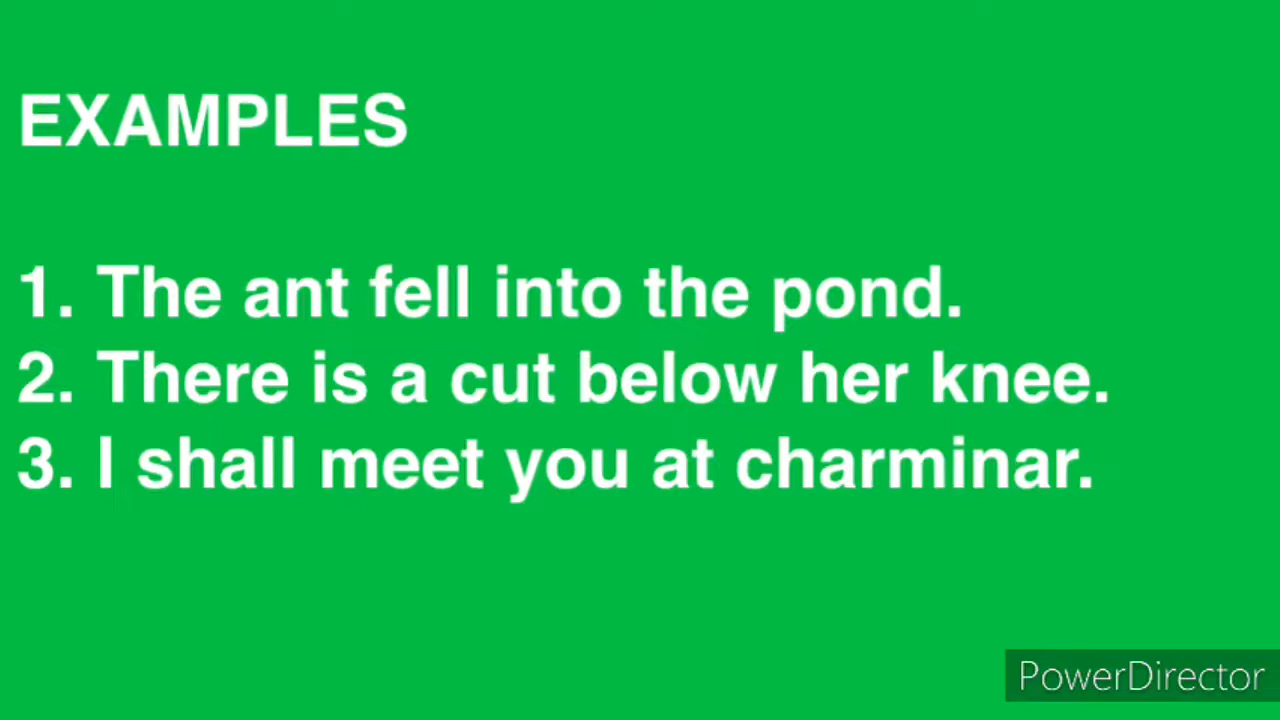 EXAMPLES
1. The ant fell into the pond.
2. There is a cut below her knee.
3. I shall meet you at charminar.
PowerDirector